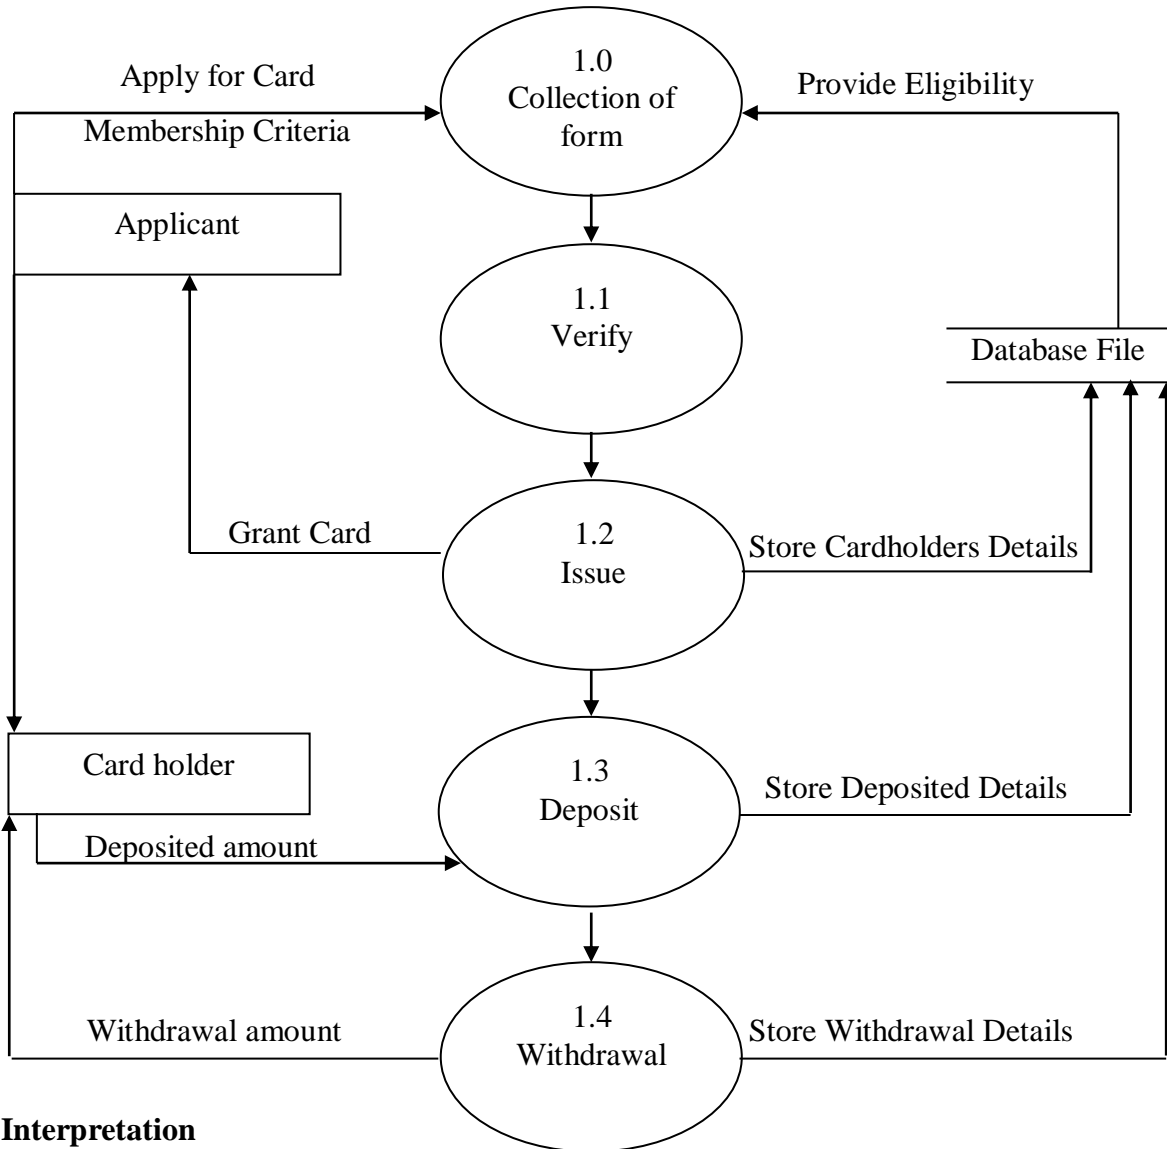 1.0
Collection of
form
Apply for Card
Provide Eligibility
Membership Criteria
Applicant
1.1
Verify
Database File
Grant Card
1.2
Issue
Store Cardholders Details
Card holder
1.3
Deposit
Store Deposited Details
Deposited amount
Withdrawal amount
1.4
Withdrawal
Store Withdrawal Details
Interpretation